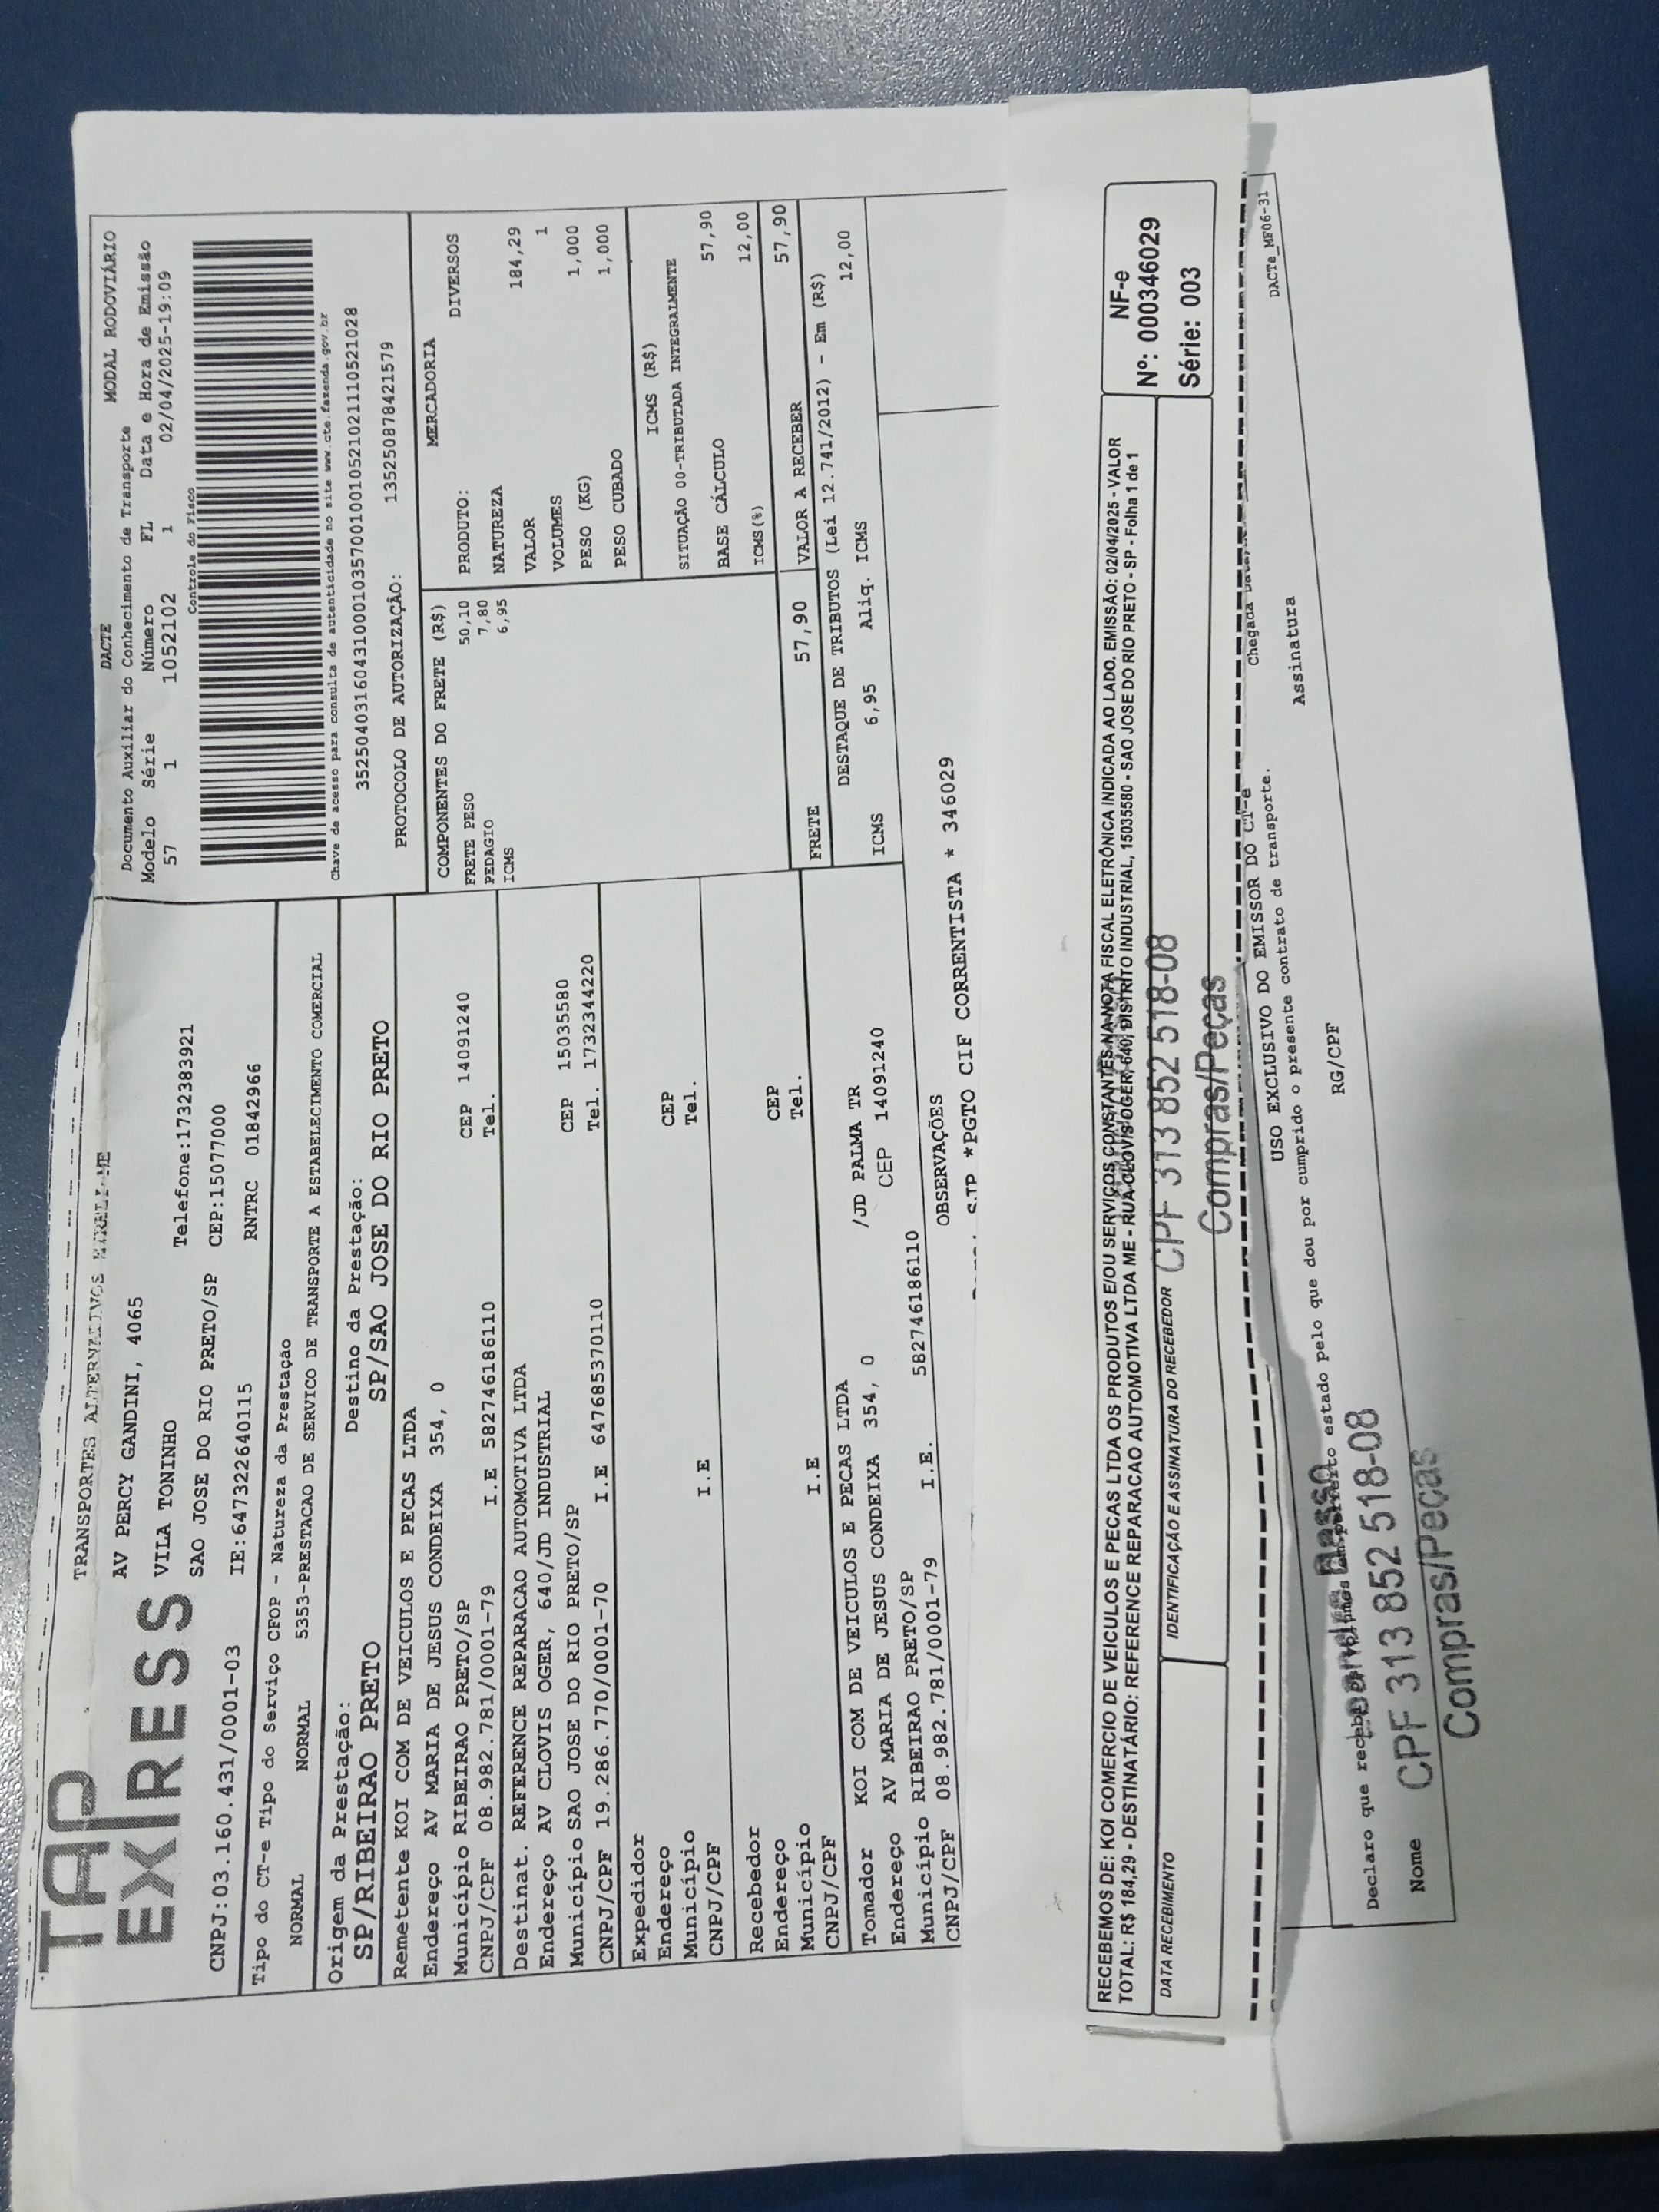 TAP
EXPRESS
TRANSPORTES ALTERNATIVOS EIRELI-ME
AV PERCY GANDINI, 4065
VILA TONINHO Telefone:1732383921
SAO JOSE DO RIO PRETO/SP CEP:15077000
CNPJ:03.160.431/0001-03 IE:647322640115 RNTRC 01842966
Tipo do CT-e Tipo do Serviço CFOP - Natureza da Prestação
NORMAL NORMAL 5353-PRESTACAO DE SERVICO DE TRANSPORTE A ESTABELECIMENTO COMERCIAL
Origem da Prestação: Destino da Prestação:
SP/RIBEIRAO PRETO SP/SAO JOSE DO RIO PRETO
DACTE MODAL RODOVIÁRIO
Documento Auxiliar do Conhecimento de Transporte
Modelo Série Número FL Data e Hora de Emissão
57 1 1052102 1 02/04/2025-19:09
Controle do Fisco
Chave de acesso para consulta de autenticidade no site www.cte.fazenda.gov.br
35250403160431000103570010010521021110521028
PROTOCOLO DE AUTORIZAÇÃO: 135250878421579
Remetente KOI COM DE VEICULOS E PECAS LTDA
Endereço AV MARIA DE JESUS CONDEIXA 354, 0
Município RIBEIRAO PRETO/SP CEP 14091240
CNPJ/CPF 08.982.781/0001-79 I.E 582746186110 Tel.
Destinat. REFERENCE REPARACAO AUTOMOTIVA LTDA
Endereço AV CLOVIS OGER, 640/JD INDUSTRIAL
Município SAO JOSE DO RIO PRETO/SP CEP 15035580
CNPJ/CPF 19.286.770/0001-70 I.E 647685370110 Tel. 1732344220
Expedidor
Endereço
Município CEP
CNPJ/CPF I.E Tel.
Recebedor
Endereço
Município CEP
CNPJ/CPF I.E Tel.
Tomador KOI COM DE VEICULOS E PECAS LTDA
Endereço AV MARIA DE JESUS CONDEIXA 354, 0 /JD PALMA TR
Município RIBEIRAO PRETO/SP CEP 14091240
CNPJ/CPF 08.982.781/0001-79 I.E. 582746186110
COMPONENTES DO FRETE (R$)
FRETE PESO 50,10
PEDAGIO 7,80
ICMS 6,95
MERCADORIA
PRODUTO: DIVERSOS
NATUREZA
VALOR 184,29
VOLUMES 1
PESO (KG) 1,000
PESO CUBADO 1,000
ICMS (R$)
SITUAÇÃO 00-TRIBUTADA INTEGRALMENTE
BASE CÁLCULO 57,90
ICMS(%) 12,00
FRETE 57,90 VALOR A RECEBER 57,90
DESTAQUE DE TRIBUTOS (Lei 12.741/2012) - Em (R$)
ICMS 6,95 Aliq. ICMS 12,00
OBSERVAÇÕES
*PGTO CIF CORRENTISTA * 346029
RECEBEMOS DE: KOI COMERCIO DE VEICULOS E PECAS LTDA OS PRODUTOS E/OU SERVIÇOS CONSTANTES NA NOTA FISCAL ELETRÔNICA INDICADA AO LADO. EMISSÃO: 02/04/2025 - VALOR
TOTAL: R$ 184,29 - DESTINATÁRIO: REFERENCE REPARACAO AUTOMOTIVA LTDA ME - RUA CLOVIS OGER, 640, DISTRITO INDUSTRIAL, 15035580 - SAO JOSE DO RIO PRETO - SP - Folha 1 de 1
DATA RECEBIMENTO IDENTIFICAÇÃO E ASSINATURA DO RECEBEDOR
CPF 313 852 518-08
Compras/Peças
NF-e
Nº: 000346029
Série: 003
USO EXCLUSIVO DO EMISSOR DO CT-e Chegada DACTe_MF06-31
Declaro que recebi estado pelo que dou por cumprido o presente contrato de transporte.
Nome RG/CPF Assinatura
CPF 313 852 518-08
Compras/Peças